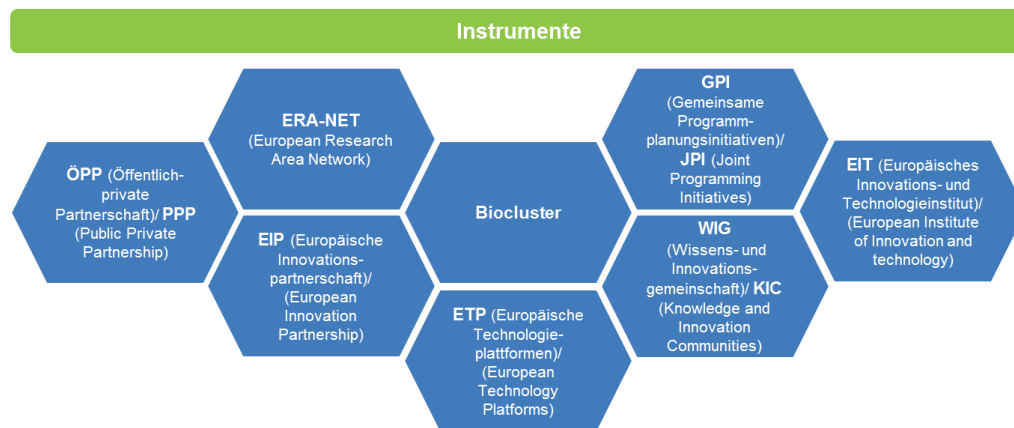 Instrumente
ÖPP (Öffentlich-
private
Partnerschaft)/ PPP
(Public Private
Partnership)
ERA-NET
(European Research
Area Network)
EIP (Europäische
Innovations-
partnerschaft)/
(European
Innovation
Partnership)
Biocluster
ETP (Europäische
Technologie-
plattformen)/
(European
Technology
Platforms)
GPI
(Gemeinsame
Programm-
planungsinitiativen)/
JPI (Joint
Programming
Initiatives)
WIG
(Wissens- und
Innovations-
gemeinschaft)/ KIC
(Knowledge and
Innovation
Communities)
EIT (Europäisches
Innovations- und
Technologieinstitut)/
(European Institute
of Innovation and
technology)